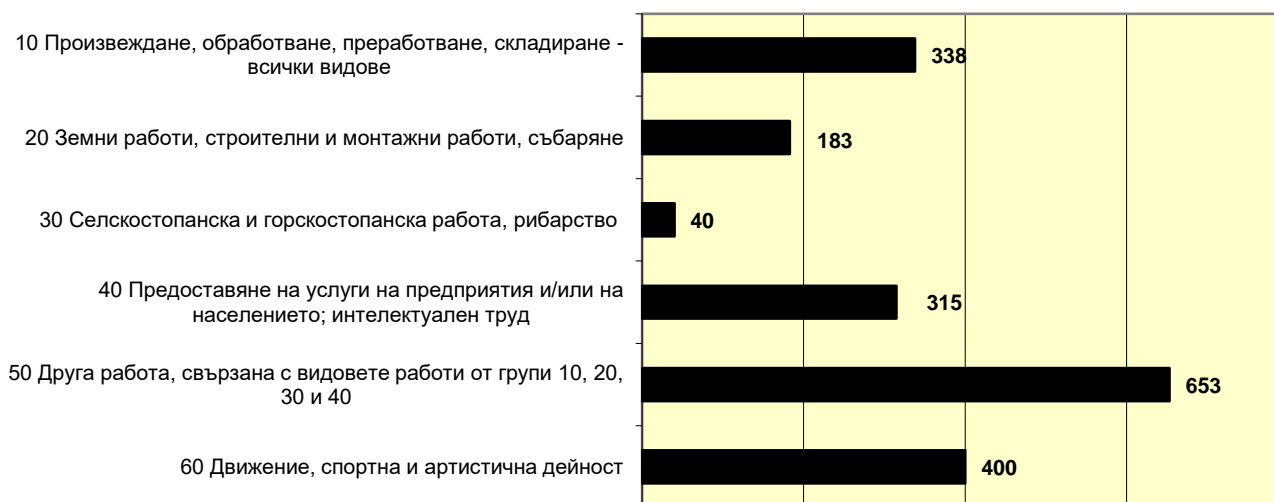 10 Произвеждане, обработване, преработване, складиране -
всички видове
338
20 Земни работи, строителни и монтажни работи, събаряне
183
30 Селскостопанска и горскостопанска работа, рибарство
40
40 Предоставяне на услуги на предприятия и/или на
населението; интелектуален труд
315
50 Друга работа, свързана с видовете работи от групи 10, 20,
30 и 40
653
60 Движение, спортна и артистична дейност
400